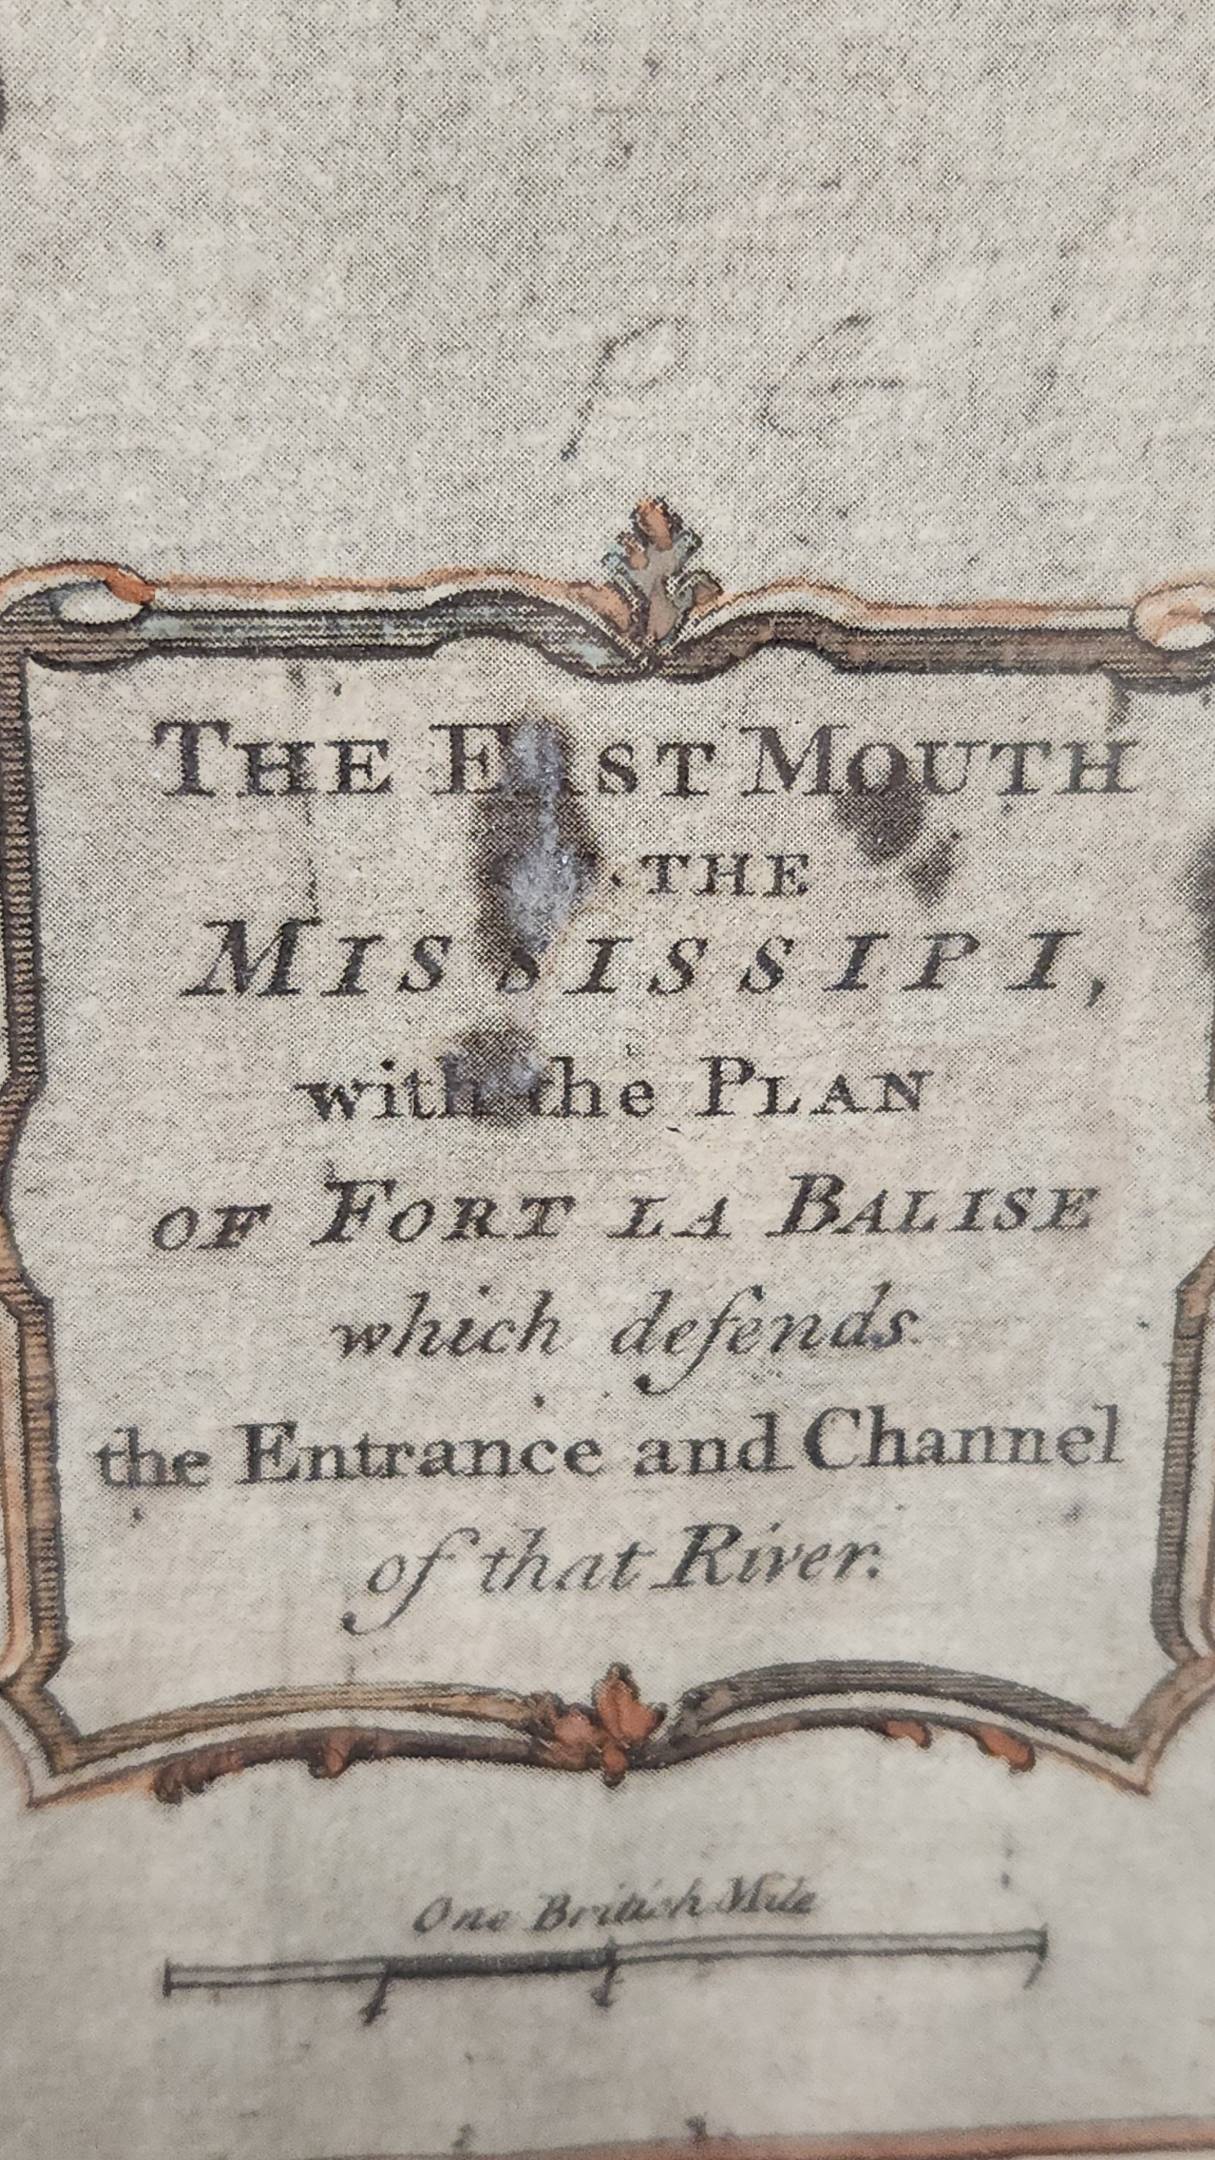 P E
THE EAST MOUTH
THE
MISSISSIPI,
with the PLAN
OF FORT LA BALISE
which defends
the Entrance and Channel
of that River.
One British Mile